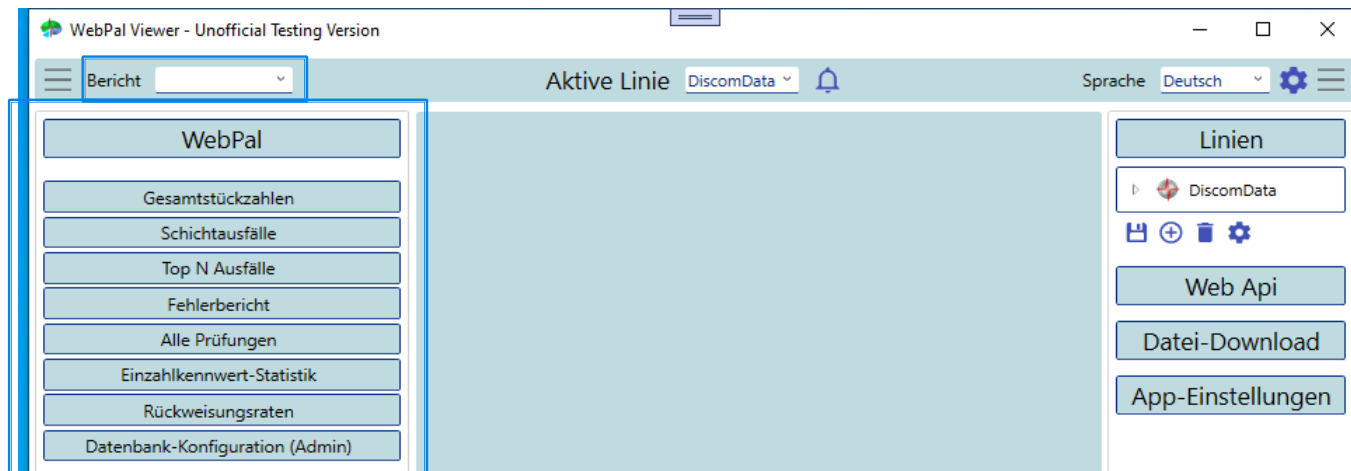 WebPal Viewer - Unofficial Testing Version
Bericht
Aktive Linie DiscomData
Sprache Deutsch
WebPal
Gesamtstückzahlen
Schichtausfälle
Top N Ausfälle
Fehlerbericht
Alle Prüfungen
Einzahlkennwert-Statistik
Rückweisungsraten
Datenbank-Konfiguration (Admin)
Linien
DiscomData
Web Api
Datei-Download
App-Einstellungen